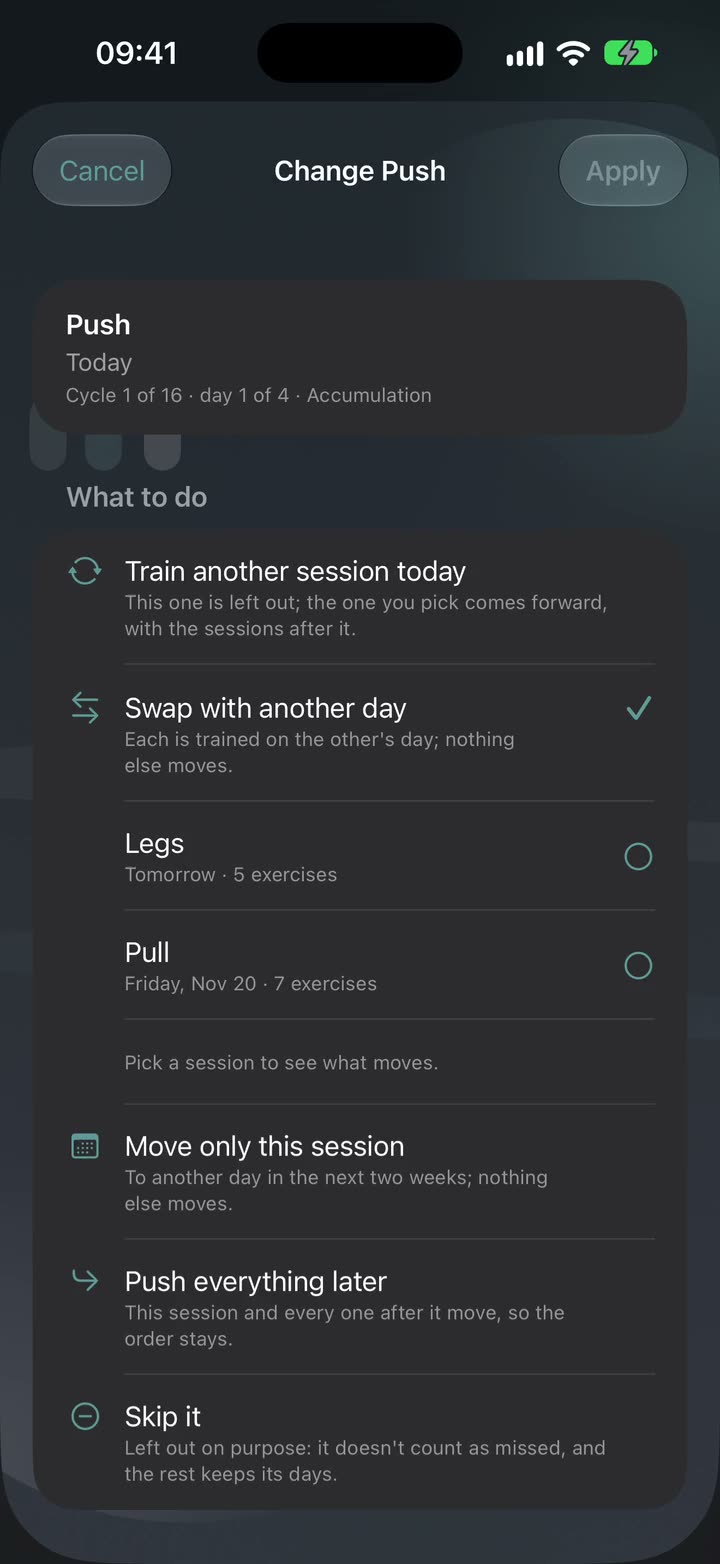 09:41
Cancel
Change Push
Apply
Push
Today
Cycle 1 of 16 · day 1 of 4 · Accumulation
What to do
Train another session today
This one is left out; the one you pick comes forward,
with the sessions after it.
Swap with another day
Each is trained on the other's day; nothing
else moves.
Legs
Tomorrow · 5 exercises
Pull
Friday, Nov 20 · 7 exercises
Pick a session to see what moves.
Move only this session
To another day in the next two weeks; nothing
else moves.
Push everything later
This session and every one after it move, so the
order stays.
Skip it
Left out on purpose: it doesn't count as missed, and
the rest keeps its days.